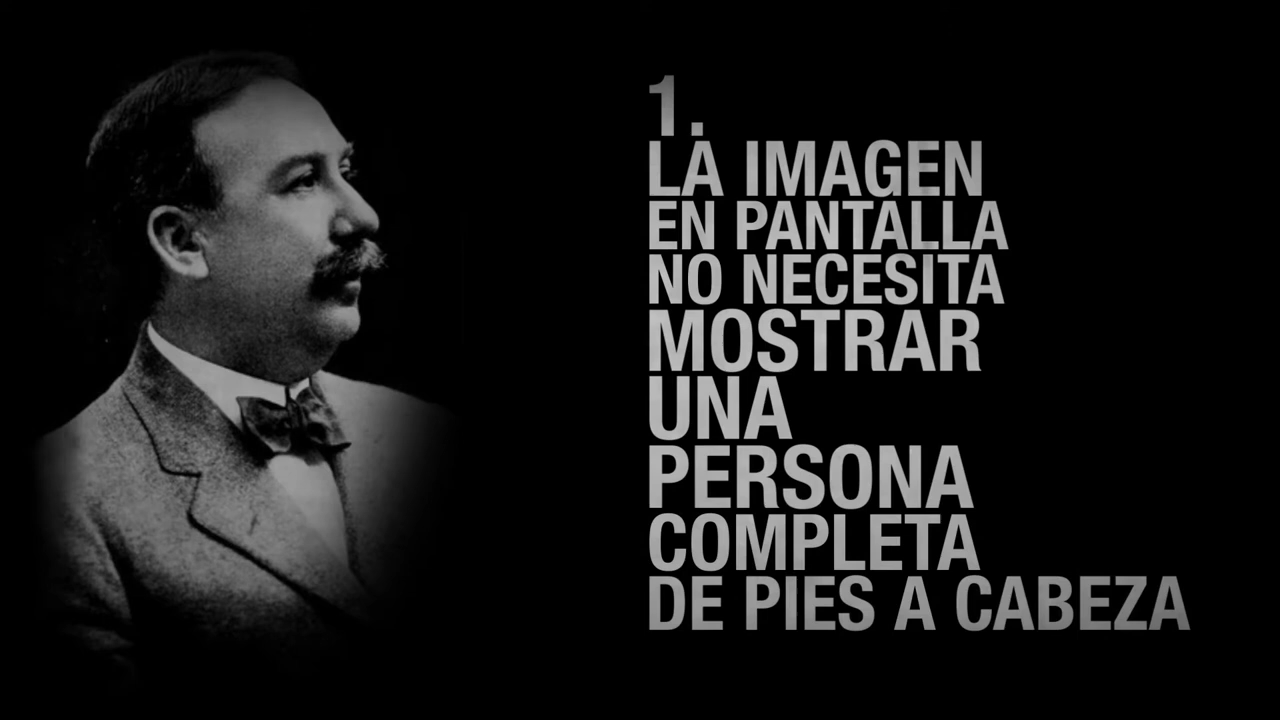 1.
LA IMAGEN
EN PANTALLA
NO NECESITA
MOSTRAR
UNA
PERSONA
COMPLETA
DE PIES A CABEZA